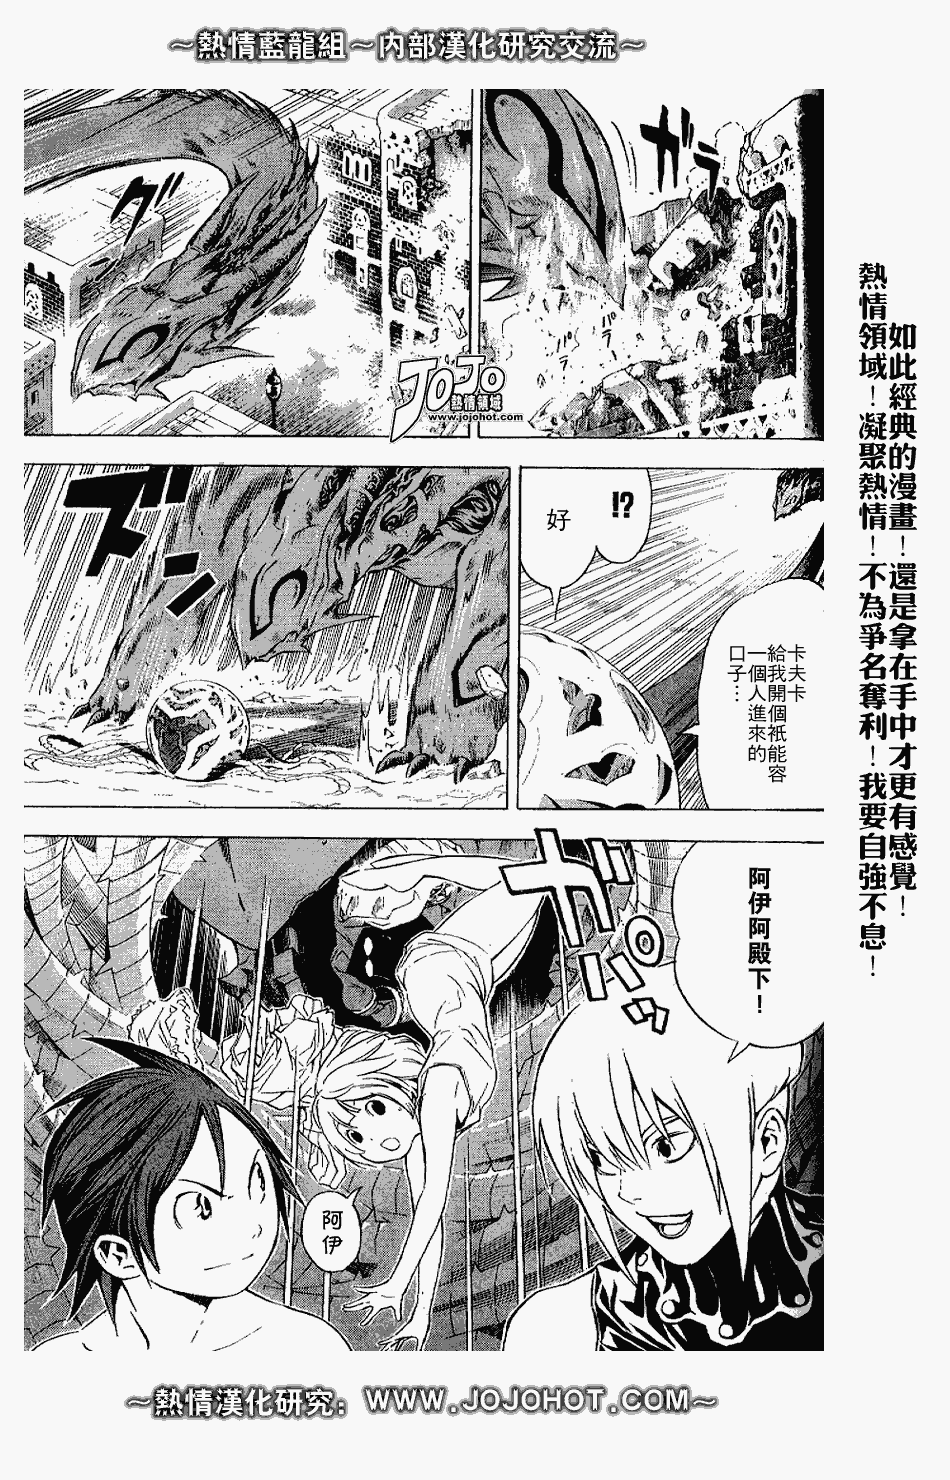 ～熱情藍龍組～內部漢化研究交流～
ガラ
グ
JOJO
熱情領域
www.jojohot.com
!?
好
卡夫卡
給我開個衹能容
一個人進來的
口子…
ズン
阿伊阿殿下！
ギパッ
阿伊
如此經典的漫畫！還是拿在手中才更有感覺！
熱情領域！凝聚熱情！不為爭名奪利！我要自強不息！
～熱情漢化研究：WWW.JOJOHOT.COM～